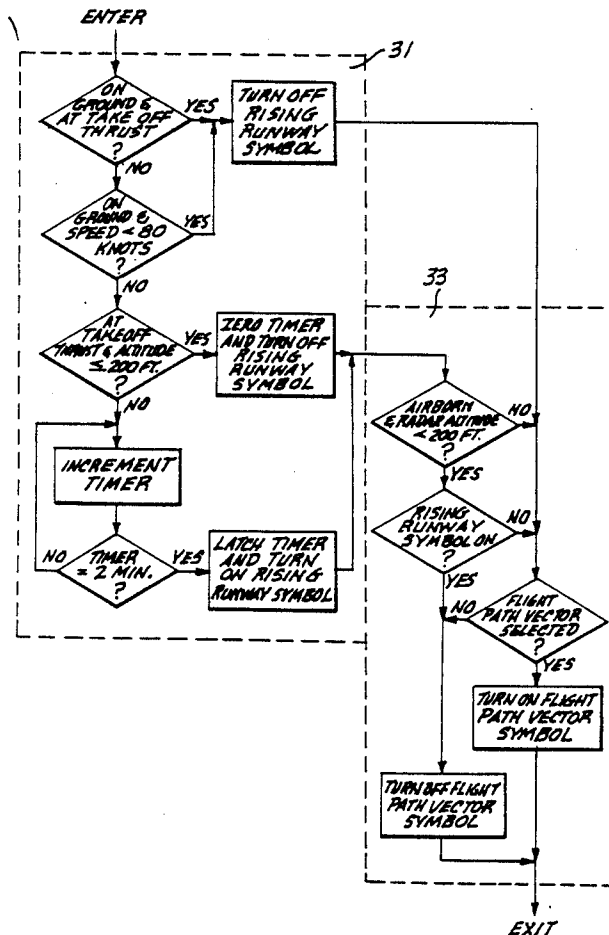 ENTER
31
ON
GROUND &
AT TAKE OFF
THRUST
?
YES
NO
TURN OFF
RISING
RUNWAY
SYMBOL
ON
GROUND &
SPEED < 80
KNOTS
?
YES
NO
33
AT
TAKEOFF
THRUST & ALTITUDE
≤ 200 FT.
?
YES
NO
ZERO TIMER
AND TURN OFF
RISING
RUNWAY
SYMBOL
AIRBORN
& RADAR ALTITUDE
< 200 FT.
?
NO
YES
INCREMENT
TIMER
RISING
RUNWAY
SYMBOL ON
?
NO
YES
TIMER
= 2 MIN.
?
NO
YES
LATCH TIMER
AND TURN
ON RISING
RUNWAY SYMBOL
FLIGHT
PATH VECTOR
SELECTED
?
NO
YES
TURN ON FLIGHT
PATH VECTOR
SYMBOL
TURN OFF FLIGHT
PATH VECTOR
SYMBOL
EXIT